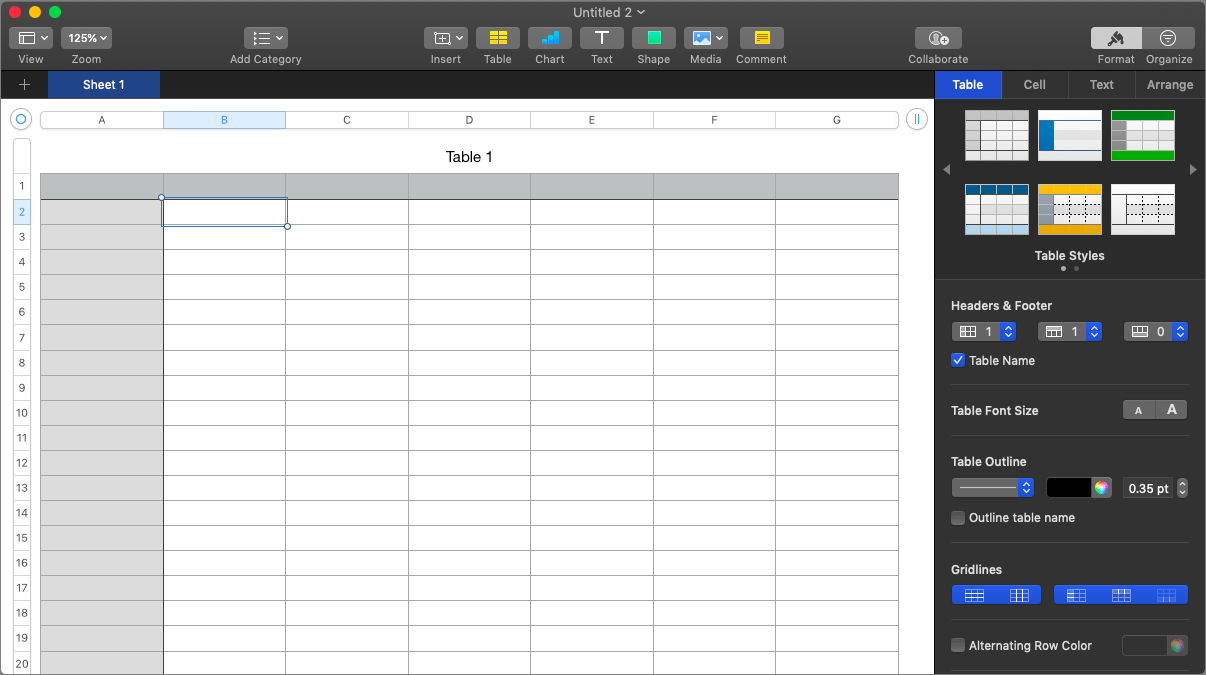 Untitled 2
125%
View
Zoom
Add Category
Insert
Table
Chart
T
Text
Shape
Media
Comment
Collaborate
Format
Organize
Sheet 1
Table
Cell
Text
Arrange
A
B
C
D
E
F
G
Table 1
1
2
3
4
5
6
7
8
9
10
11
12
13
14
15
16
17
18
19
20
Table Styles
Headers & Footer
1
1
0
Table Name
Table Font Size
A
A
Table Outline
0.35 pt
Outline table name
Gridlines
Alternating Row Color